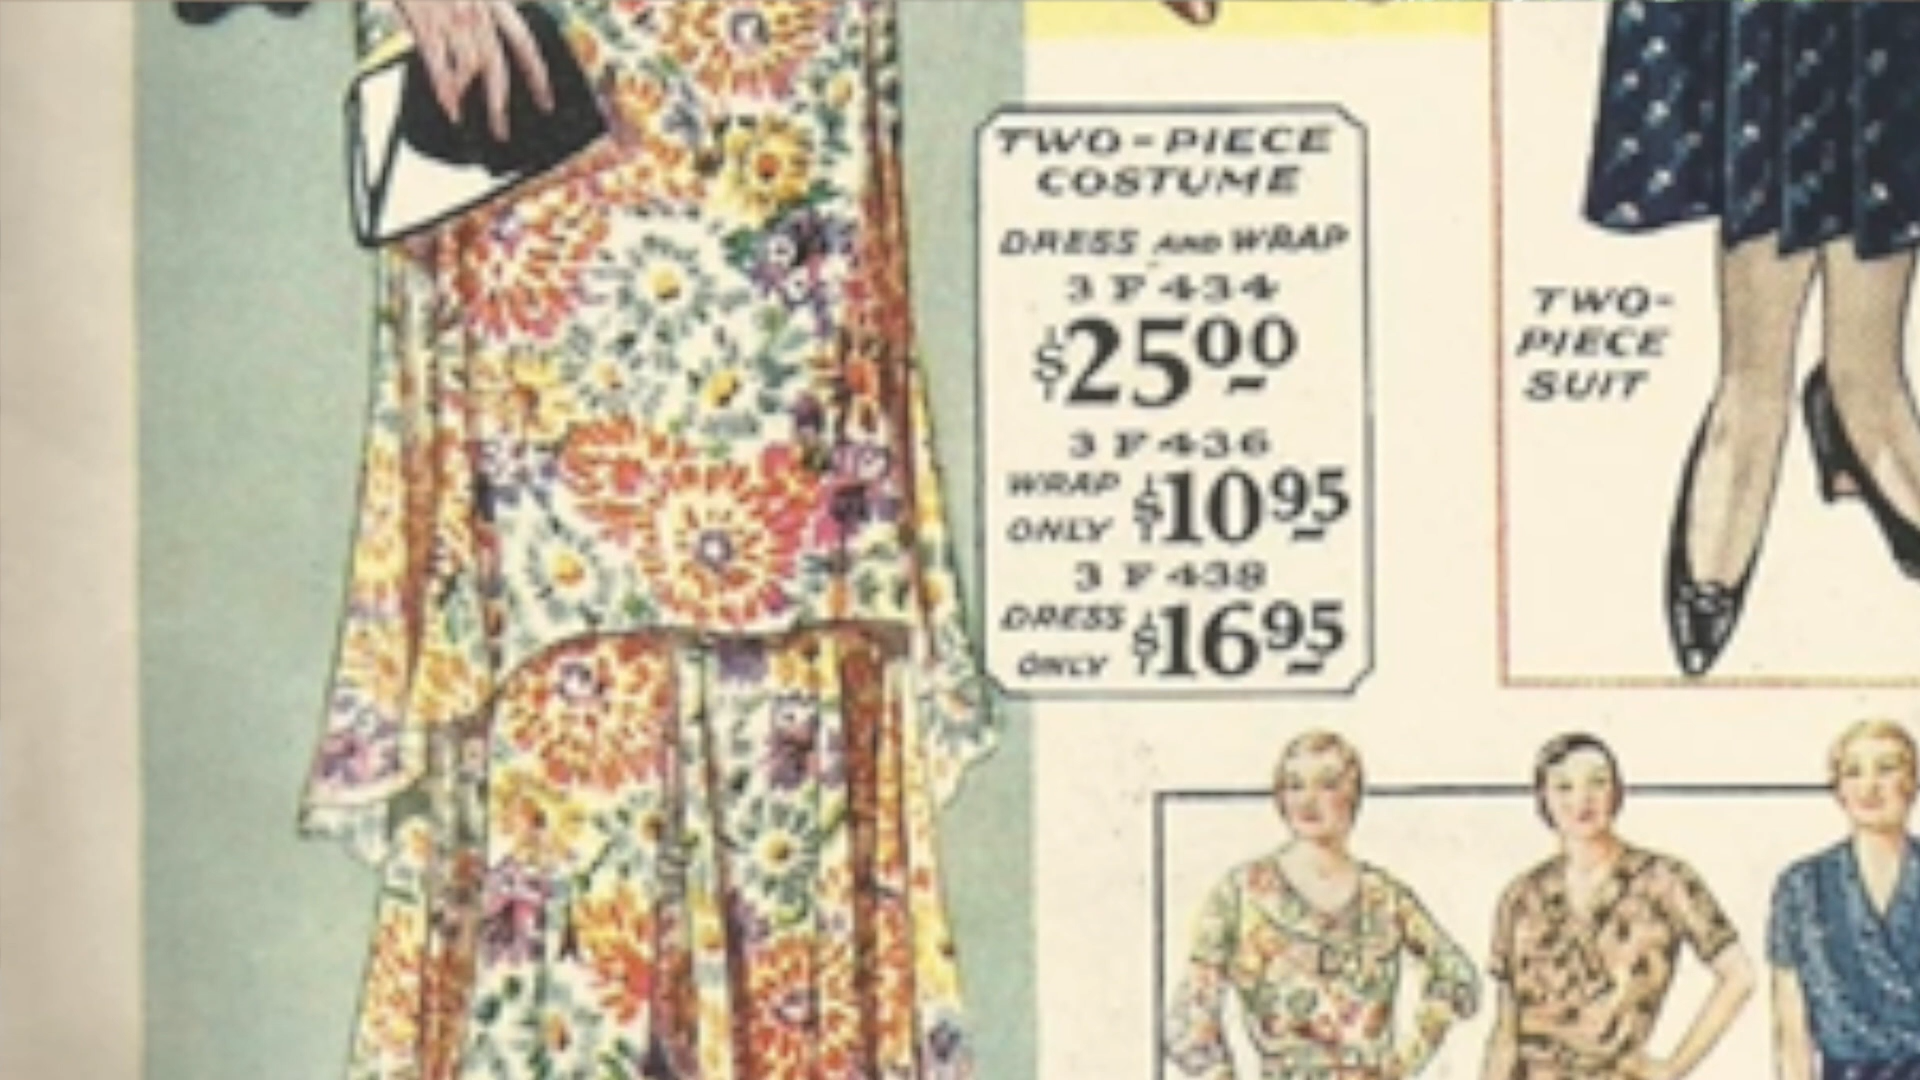 TWO-PIECE
COSTUME
DRESS AND WRAP
3 F 434
$25.00
3 F 436
WRAP ONLY $10.95
3 F 438
DRESS ONLY $16.95
TWO-
PIECE
SUIT